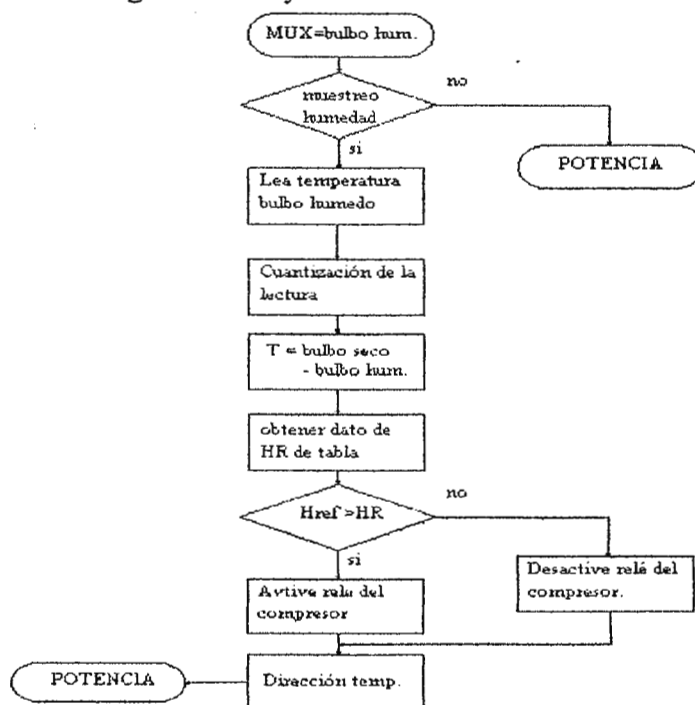 MUX=bulbo hum.
muestreo
humedad
no
si
POTENCIA
Lea temperatura
bulbo humedo
Cuantización de la
lectura
T = bulbo seco
- bulbo hum.
obtener dato de
HR de tabla
Href >HR
no
si
Avtive rele del
compresor
Desactive relé del
compresor.
POTENCIA
Dirección temp.